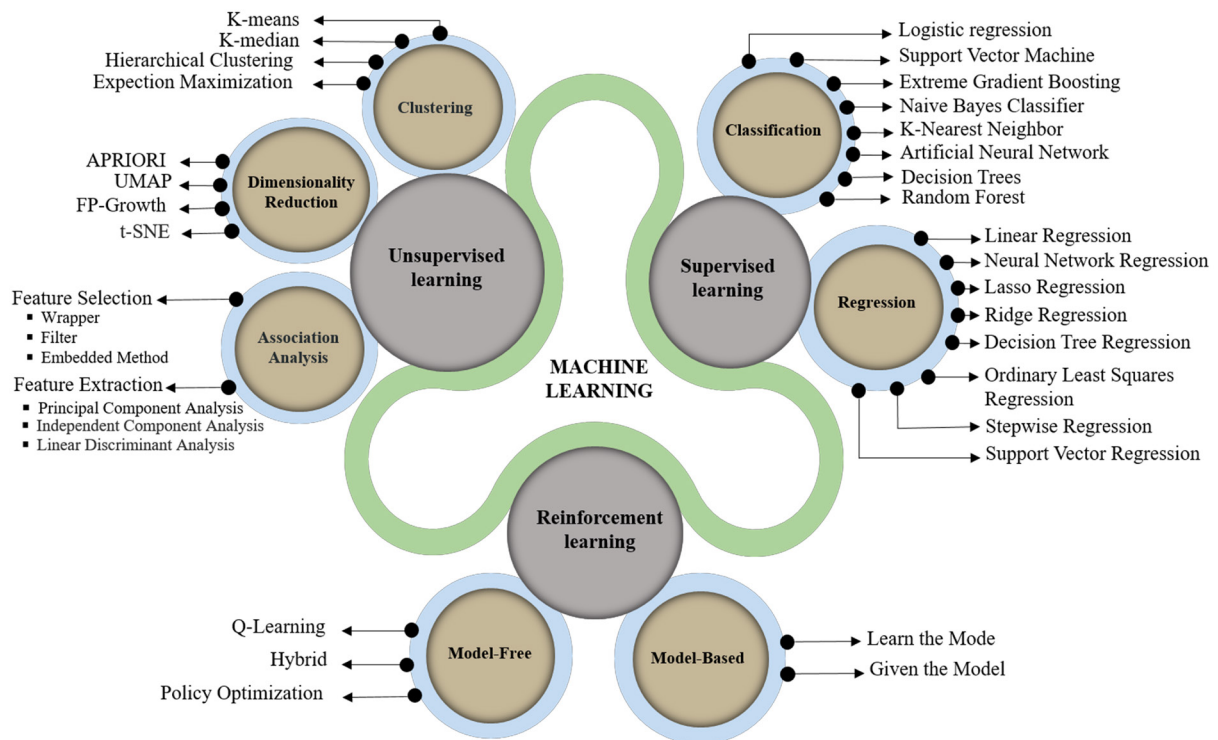 K-means
K-median
Hierarchical Clustering
Expection Maximization
Clustering
APRIORI
UMAP
FP-Growth
t-SNE
Dimensionality
Reduction
Feature Selection
▪ Wrapper
▪ Filter
▪ Embedded Method
Feature Extraction
▪ Principal Component Analysis
▪ Independent Component Analysis
▪ Linear Discriminant Analysis
Association
Analysis
Unsupervised
learning
MACHINE
LEARNING
Supervised
learning
Classification
Logistic regression
Support Vector Machine
Extreme Gradient Boosting
Naive Bayes Classifier
K-Nearest Neighbor
Artificial Neural Network
Decision Trees
Random Forest
Regression
Linear Regression
Neural Network Regression
Lasso Regression
Ridge Regression
Decision Tree Regression
Ordinary Least Squares
Regression
Stepwise Regression
Support Vector Regression
Reinforcement
learning
Model-Free
Q-Learning
Hybrid
Policy Optimization
Model-Based
Learn the Mode
Given the Model